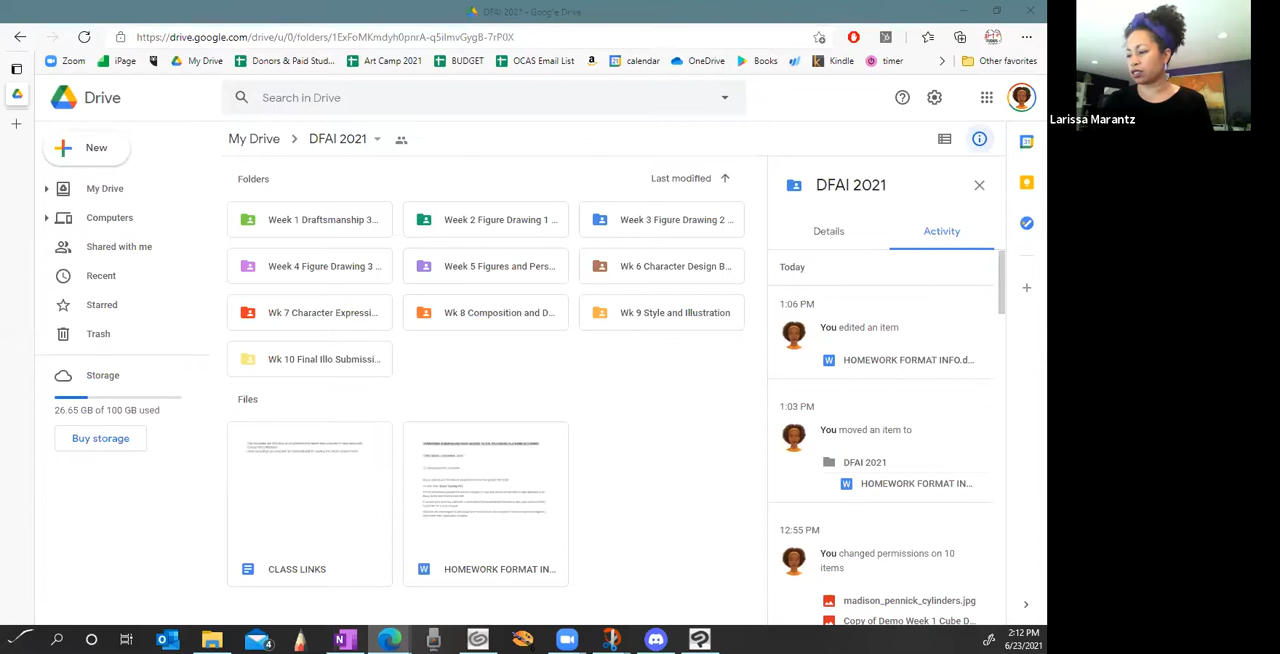 DFAI 2021 - Google Drive
https://drive.google.com/drive/u/0/folders/1ExFoMKmdyh0pnrA-q5ilmvGygB-7rP0X
Zoom iPage My Drive Donors & Paid Stud... Art Camp 2021 BUDGET OCAS Email List calendar OneDrive Books Kindle timer Other favorites
Drive
Search in Drive
Larissa Marantz
New
My Drive
Computers
Shared with me
Recent
Starred
Trash
Storage
26.65 GB of 100 GB used
Buy storage
My Drive > DFAI 2021
Folders
Last modified
Week 1 Draftsmanship 3...
Week 2 Figure Drawing 1 ...
Week 3 Figure Drawing 2 ...
Week 4 Figure Drawing 3 ...
Week 5 Figures and Pers...
Wk 6 Character Design B...
Wk 7 Character Expressi...
Wk 8 Composition and D...
Wk 9 Style and Illustration
Wk 10 Final Illo Submissi...
Files
CLASS LINKS
HOMEWORK FORMAT IN...
DFAI 2021
Details
Activity
Today
1:06 PM
You edited an item
HOMEWORK FORMAT INFO.d...
1:03 PM
You moved an item to
DFAI 2021
HOMEWORK FORMAT IN...
12:55 PM
You changed permissions on 10
items
madison_pennick_cylinders.jpg
Copy of Demo Week 1 Cube D...
2:12 PM
6/23/2021